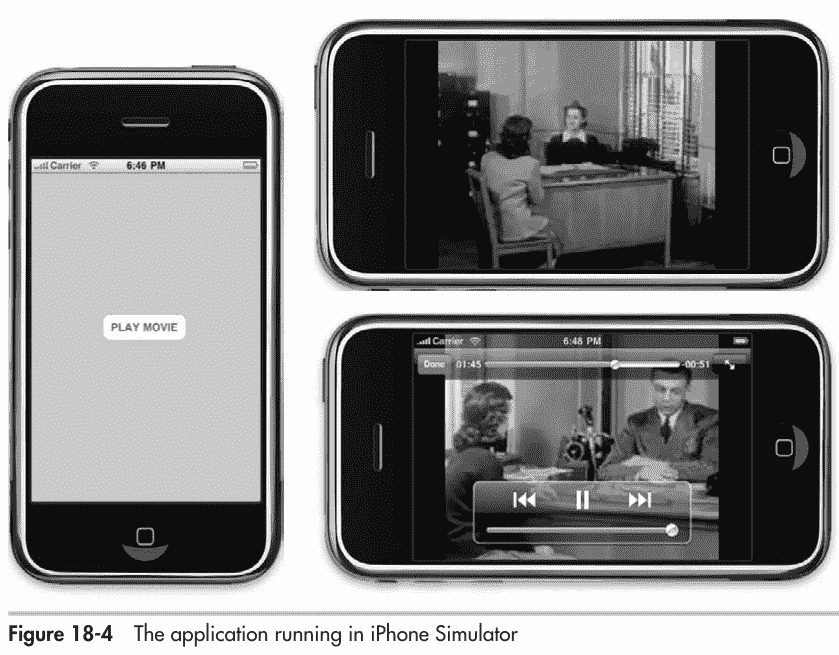 Carrier 6:46 PM
PLAY MOVIE
Carrier 6:48 PM
Done 01:45 -00:51
Figure 18-4 The application running in iPhone Simulator